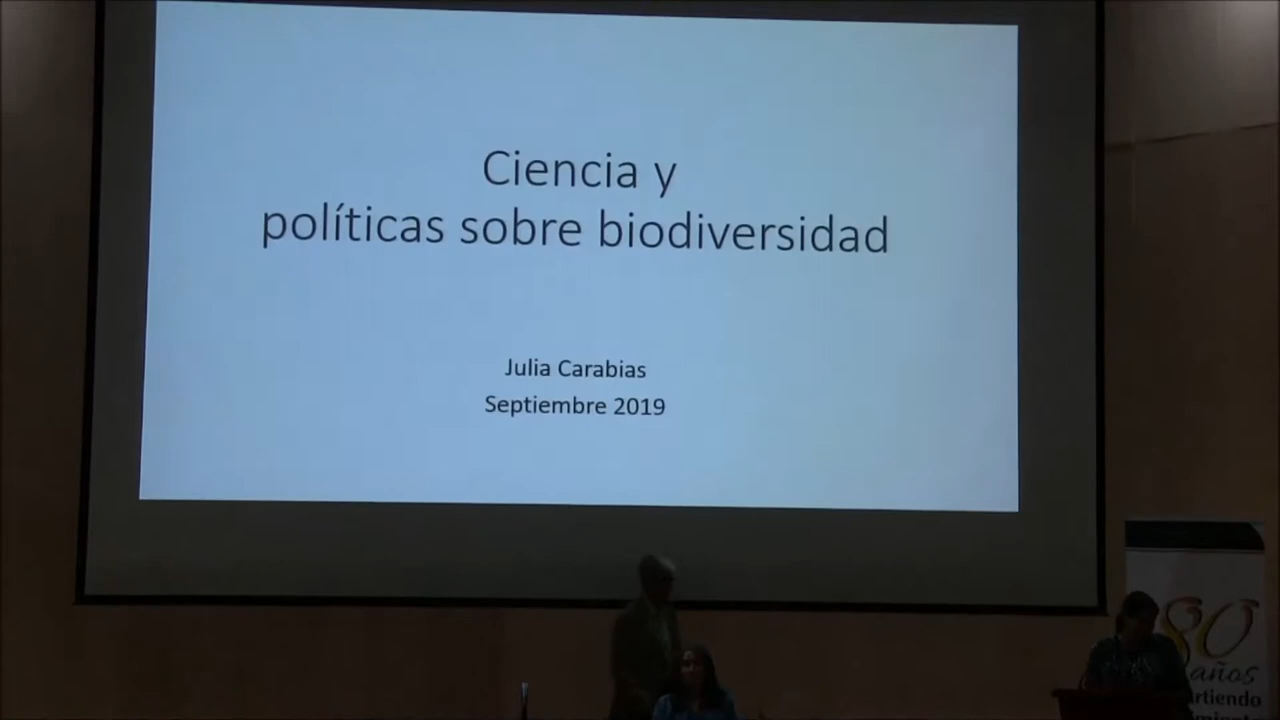 Ciencia y
políticas sobre biodiversidad
Julia Carabias
Septiembre 2019
80
años